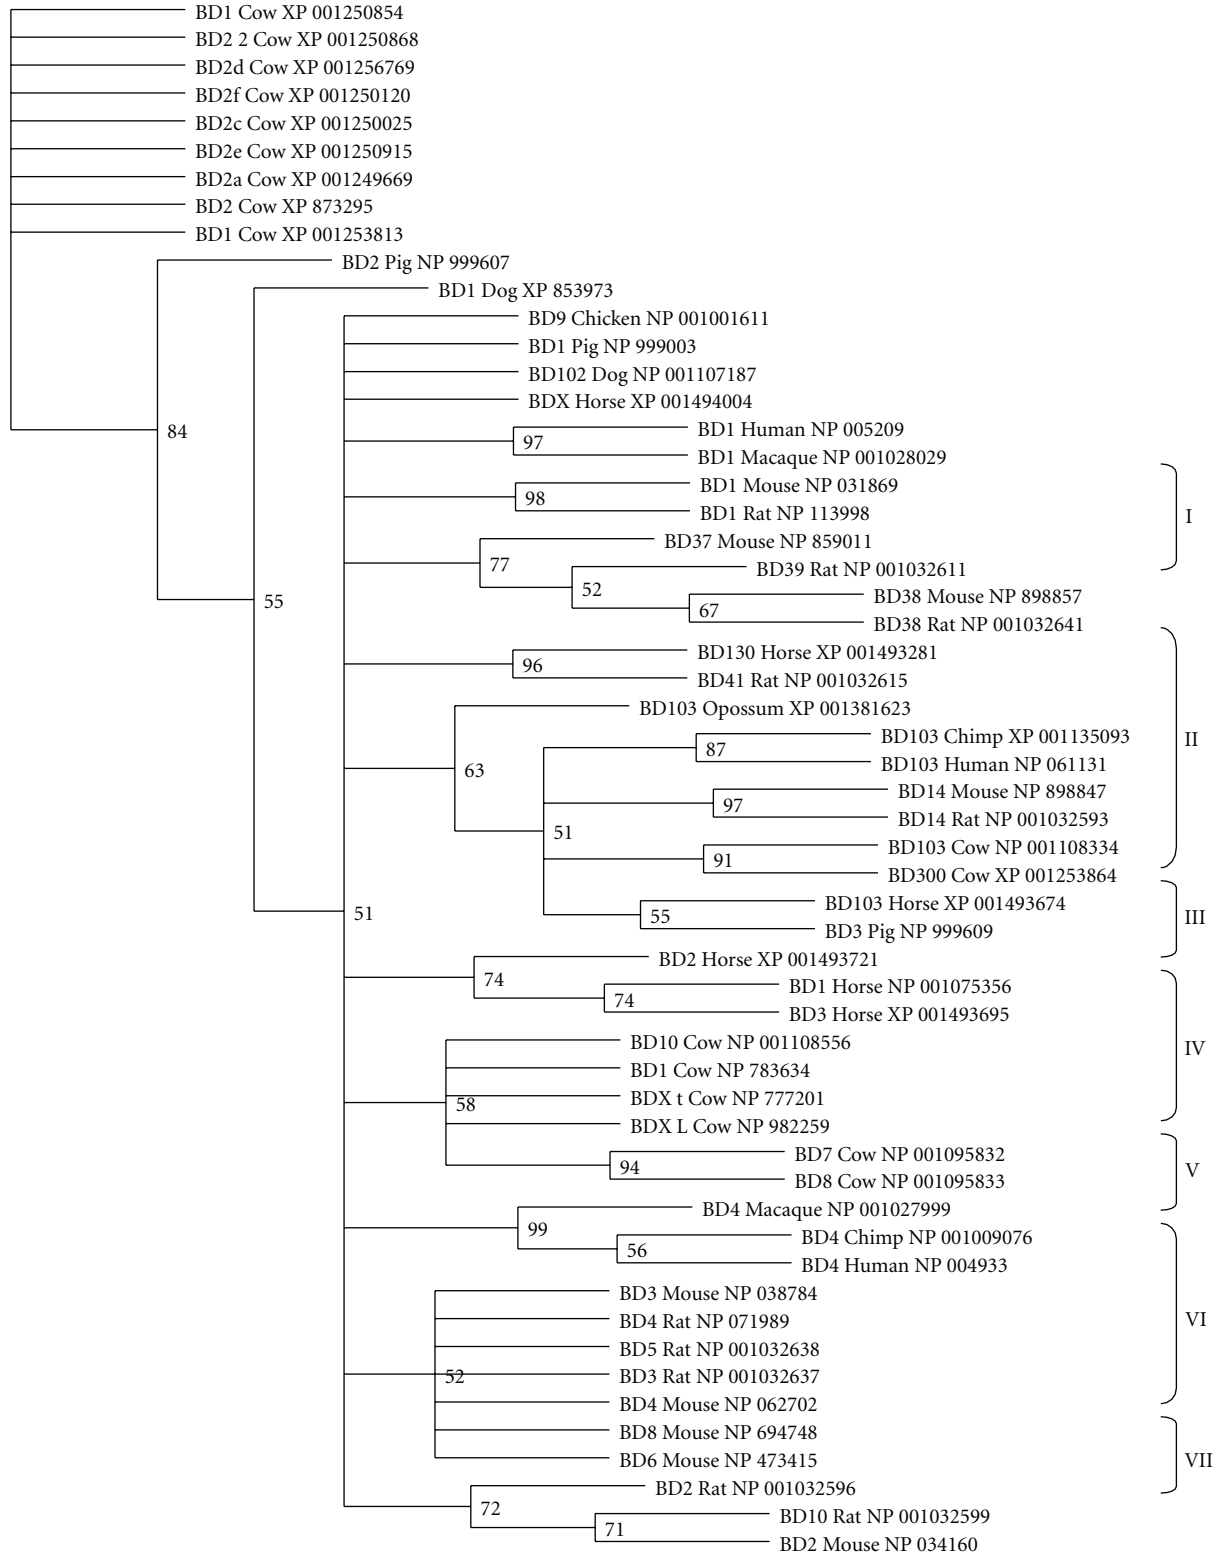 BD1 Cow XP 001250854
BD2 2 Cow XP 001250868
BD2d Cow XP 001256769
BD2f Cow XP 001250120
BD2c Cow XP 001250025
BD2e Cow XP 001250915
BD2a Cow XP 001249669
BD2 Cow XP 873295
BD1 Cow XP 001253813
BD2 Pig NP 999607
BD1 Dog XP 853973
BD9 Chicken NP 001001611
BD1 Pig NP 999003
BD102 Dog NP 001107187
BDX Horse XP 001494004
BD1 Human NP 005209
84
97
BD1 Macaque NP 001028029
BD1 Mouse NP 031869
98
BD1 Rat NP 113998
I
BD37 Mouse NP 859011
77
BD39 Rat NP 001032611
52
BD38 Mouse NP 898857
55
67
BD38 Rat NP 001032641
BD130 Horse XP 001493281
96
BD41 Rat NP 001032615
BD103 Opossum XP 001381623
BD103 Chimp XP 001135093
II
87
BD103 Human NP 061131
63
BD14 Mouse NP 898847
97
BD14 Rat NP 001032593
51
BD103 Cow NP 001108334
91
BD300 Cow XP 001253864
BD103 Horse XP 001493674
51
55
III
BD3 Pig NP 999609
BD2 Horse XP 001493721
74
BD1 Horse NP 001075356
74
BD3 Horse XP 001493695
BD10 Cow NP 001108556
IV
BD1 Cow NP 783634
BDX t Cow NP 777201
58
BDX L Cow NP 982259
BD7 Cow NP 001095832
94
V
BD8 Cow NP 001095833
BD4 Macaque NP 001027999
99
BD4 Chimp NP 001009076
56
BD4 Human NP 004933
BD3 Mouse NP 038784
BD4 Rat NP 071989
VI
BD5 Rat NP 001032638
52
BD3 Rat NP 001032637
BD4 Mouse NP 062702
BD8 Mouse NP 694748
BD6 Mouse NP 473415
VII
BD2 Rat NP 001032596
72
BD10 Rat NP 001032599
71
BD2 Mouse NP 034160